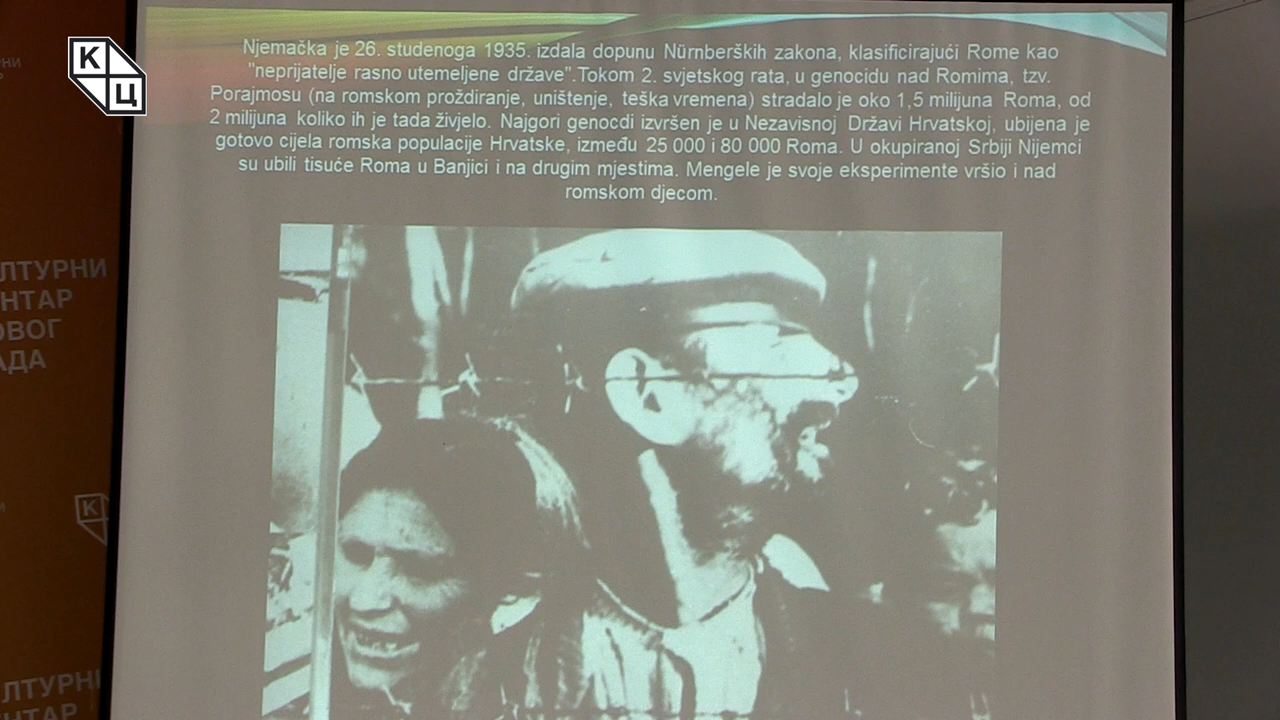 К
Ц
Njemačka je 26. studenoga 1935. izdala dopunu Nürnberških zakona, klasificirajući Rome kao
"neprijatelje rasno utemeljene države".Tokom 2. svjetskog rata, u genocidu nad Romima, tzv.
Porajmosu (na romskom proždiranje, uništenje, teška vremena) stradalo je oko 1,5 milijuna Roma, od
2 milijuna koliko ih je tada živjelo. Najgori genocdi izvršen je u Nezavisnoj Državi Hrvatskoj, ubijena je
gotovo cijela romska populacije Hrvatske, između 25 000 i 80 000 Roma. U okupiranoj Srbiji Nijemci
su ubili tisuće Roma u Banjici i na drugim mjestima. Mengele je svoje eksperimente vršio i nad
romskom djecom.
ЛТУРНИ
НТАР
ОВОГ
АДА
К
ЛТУРН
НТАР